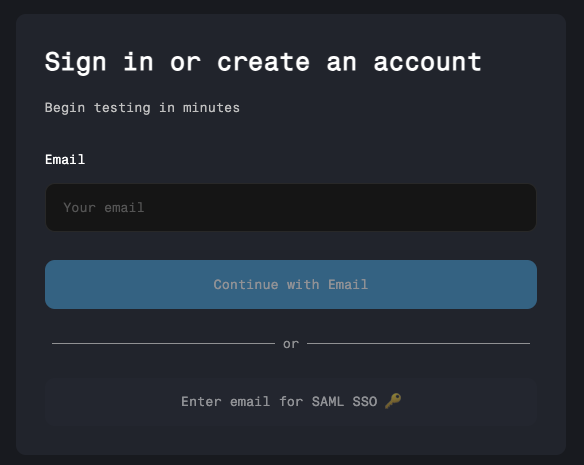 Sign in or create an account
Begin testing in minutes
Email
Your email
Continue with Email
or
Enter email for SAML SSO 🔑